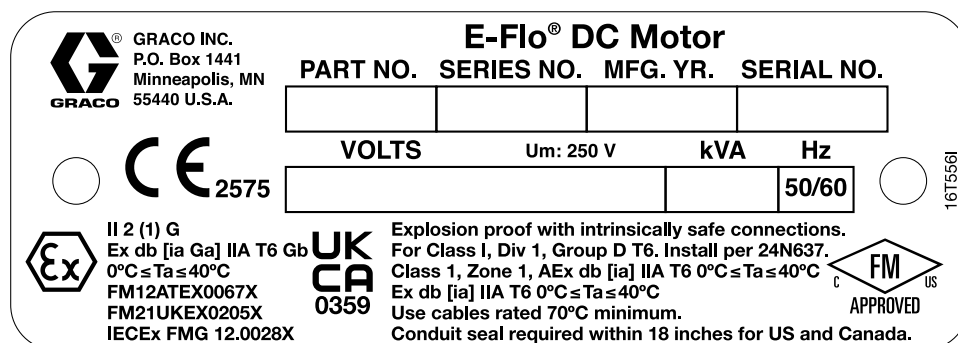 E-Flo® DC Motor
® GRACO INC.
P.O. Box 1441
Minneapolis, MN
55440 U.S.A.
GRACO
PART NO. SERIES NO. MFG. YR. SERIAL NO.
VOLTS Um: 250 V kVA Hz
50/60
CE 2575
16T556I
II 2 (1) G
Ex db [ia Ga] IIA T6 Gb
0ºC≤Ta≤40ºC
FM12ATEX0067X
FM21UKEX0205X
IECEx FMG 12.0028X
Ex
UK
CA
0359
Explosion proof with intrinsically safe connections.
For Class I, Div 1, Group D T6. Install per 24N637.
Class 1, Zone 1, AEx db [ia] IIA T6 0ºC≤Ta≤40ºC
Ex db [ia] IIA T6 0ºC≤Ta≤40ºC
Use cables rated 70ºC minimum.
Conduit seal required within 18 inches for US and Canada.
FM
C US
APPROVED